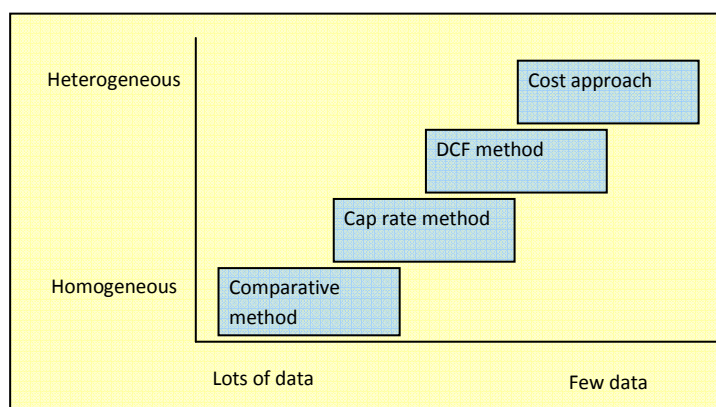 Heterogeneous
Cost approach
DCF method
Cap rate method
Homogeneous
Comparative
method
Lots of data
Few data